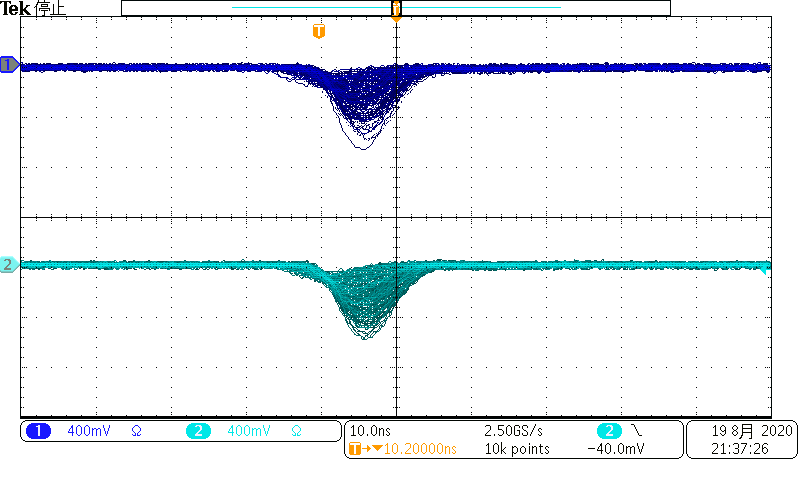 Tek 停止
T
1
2
1 400mV Ω 2 400mV Ω 10.0ns 2.50GS/s 2 19 8月 2020
T→▼10.20000ns 10k points −40.0mV 21:37:26